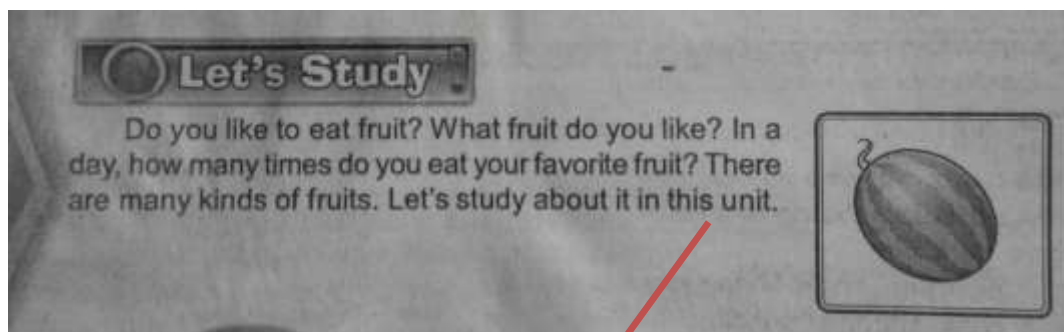 Let's Study
Do you like to eat fruit? What fruit do you like? In a
day, how many times do you eat your favorite fruit? There
are many kinds of fruits. Let's study about it in this unit.